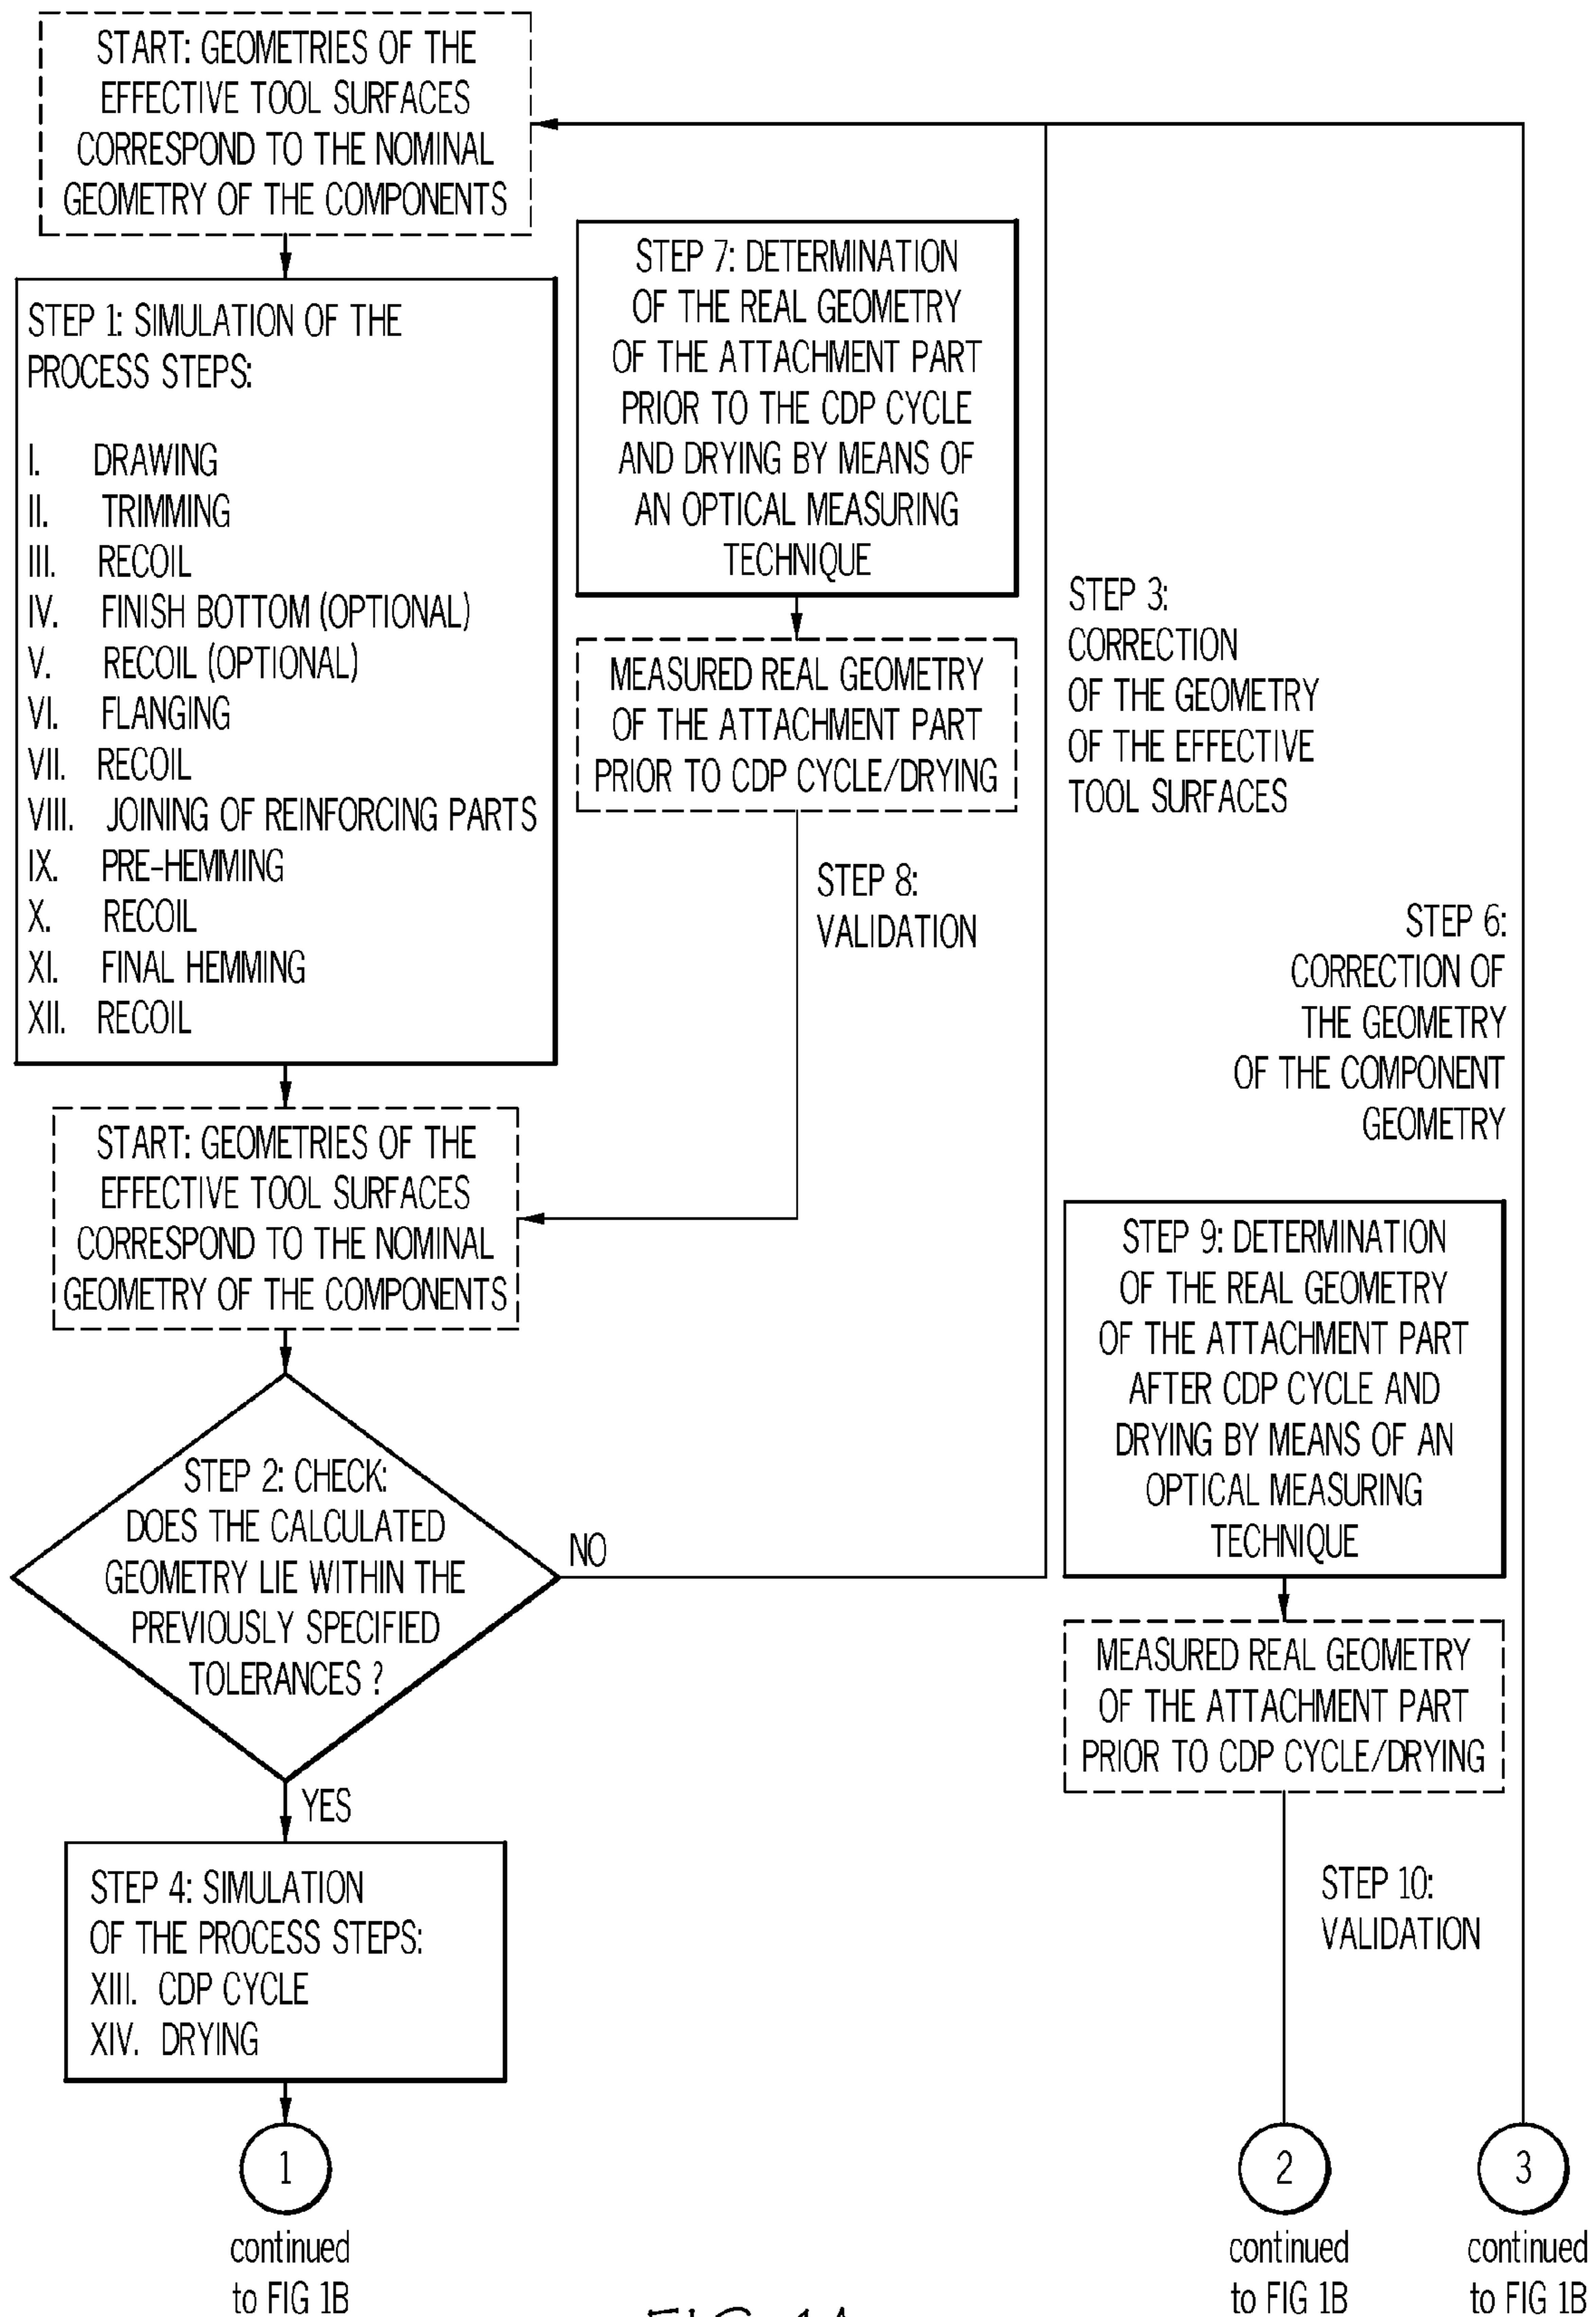 START: GEOMETRIES OF THE
EFFECTIVE TOOL SURFACES
CORRESPOND TO THE NOMINAL
GEOMETRY OF THE COMPONENTS
STEP 1: SIMULATION OF THE
PROCESS STEPS:
I. DRAWING
II. TRIMMING
III. RECOIL
IV. FINISH BOTTOM (OPTIONAL)
V. RECOIL (OPTIONAL)
VI. FLANGING
VII. RECOIL
VIII. JOINING OF REINFORCING PARTS
IX. PRE-HEMMING
X. RECOIL
XI. FINAL HEMMING
XII. RECOIL
START: GEOMETRIES OF THE
EFFECTIVE TOOL SURFACES
CORRESPOND TO THE NOMINAL
GEOMETRY OF THE COMPONENTS
STEP 2: CHECK:
DOES THE CALCULATED
GEOMETRY LIE WITHIN THE
PREVIOUSLY SPECIFIED
TOLERANCES ?
NO
YES
STEP 4: SIMULATION
OF THE PROCESS STEPS:
XIII. CDP CYCLE
XIV. DRYING
1
continued
to FIG 1B
STEP 7: DETERMINATION
OF THE REAL GEOMETRY
OF THE ATTACHMENT PART
PRIOR TO THE CDP CYCLE
AND DRYING BY MEANS OF
AN OPTICAL MEASURING
TECHNIQUE
MEASURED REAL GEOMETRY
OF THE ATTACHMENT PART
PRIOR TO CDP CYCLE/DRYING
STEP 8:
VALIDATION
STEP 3:
CORRECTION
OF THE GEOMETRY
OF THE EFFECTIVE
TOOL SURFACES
STEP 6:
CORRECTION OF
THE GEOMETRY
OF THE COMPONENT
GEOMETRY
STEP 9: DETERMINATION
OF THE REAL GEOMETRY
OF THE ATTACHMENT PART
AFTER CDP CYCLE AND
DRYING BY MEANS OF AN
OPTICAL MEASURING
TECHNIQUE
MEASURED REAL GEOMETRY
OF THE ATTACHMENT PART
PRIOR TO CDP CYCLE/DRYING
STEP 10:
VALIDATION
2
continued
to FIG 1B
3
continued
to FIG 1B